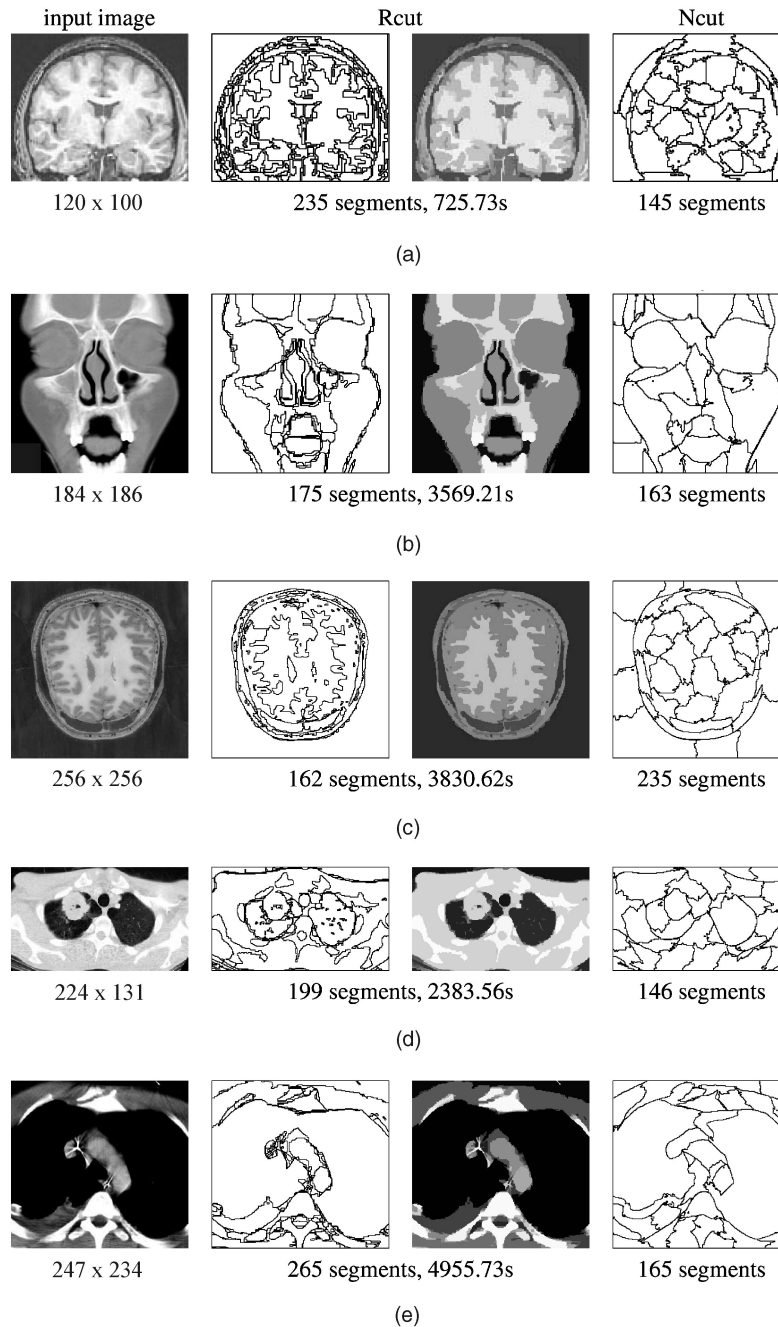 input image Rcut Ncut
120 x 100 235 segments, 725.73s 145 segments
(a)
184 x 186 175 segments, 3569.21s 163 segments
(b)
256 x 256 162 segments, 3830.62s 235 segments
(c)
224 x 131 199 segments, 2383.56s 146 segments
(d)
247 x 234 265 segments, 4955.73s 165 segments
(e)